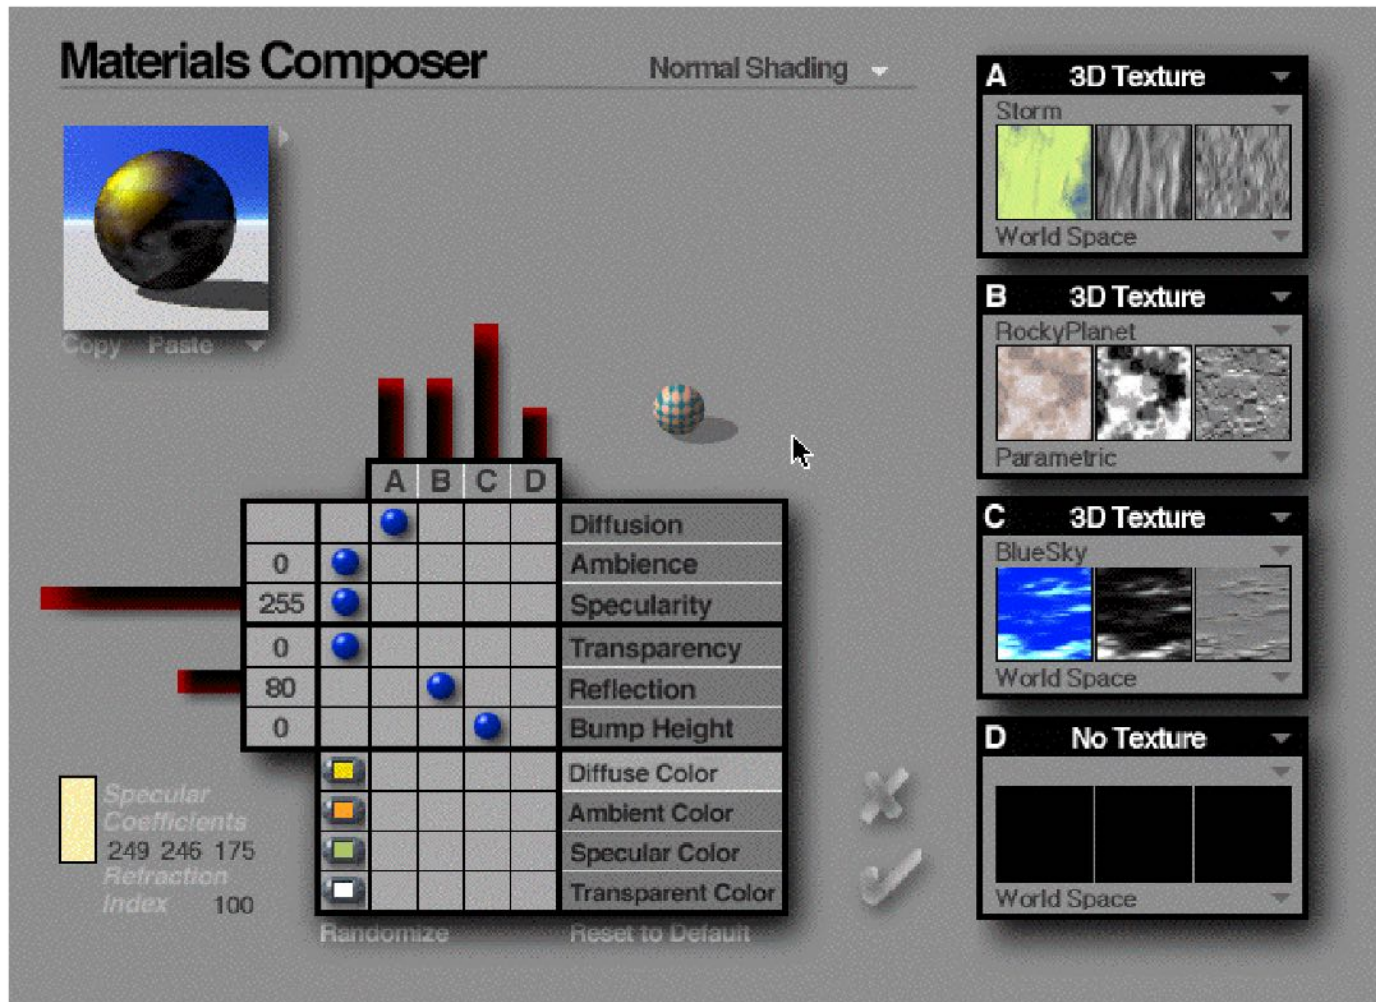 Materials Composer
Normal Shading
Copy Paste
A B C D
Diffusion
0 Ambience
255 Specularity
0 Transparency
80 Reflection
0 Bump Height
Diffuse Color
Ambient Color
Specular Color
Transparent Color
Specular
Coefficients
249 246 175
Refraction
Index 100
Randomize Reset to Default
A 3D Texture
Storm
World Space
B 3D Texture
RockyPlanet
Parametric
C 3D Texture
BlueSky
World Space
D No Texture
World Space